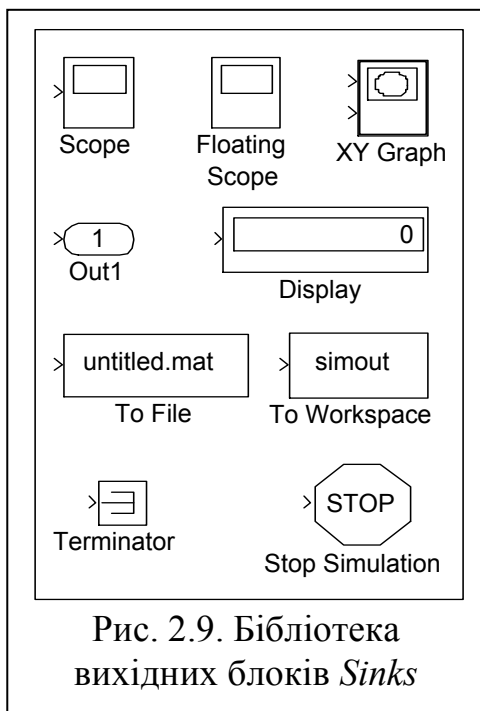 Scope
Floating
Scope
XY Graph
1
Out1
0
Display
untitled.mat
To File
simout
To Workspace
Terminator
STOP
Stop Simulation
Рис. 2.9. Бібліотека
вихідних блоків Sinks